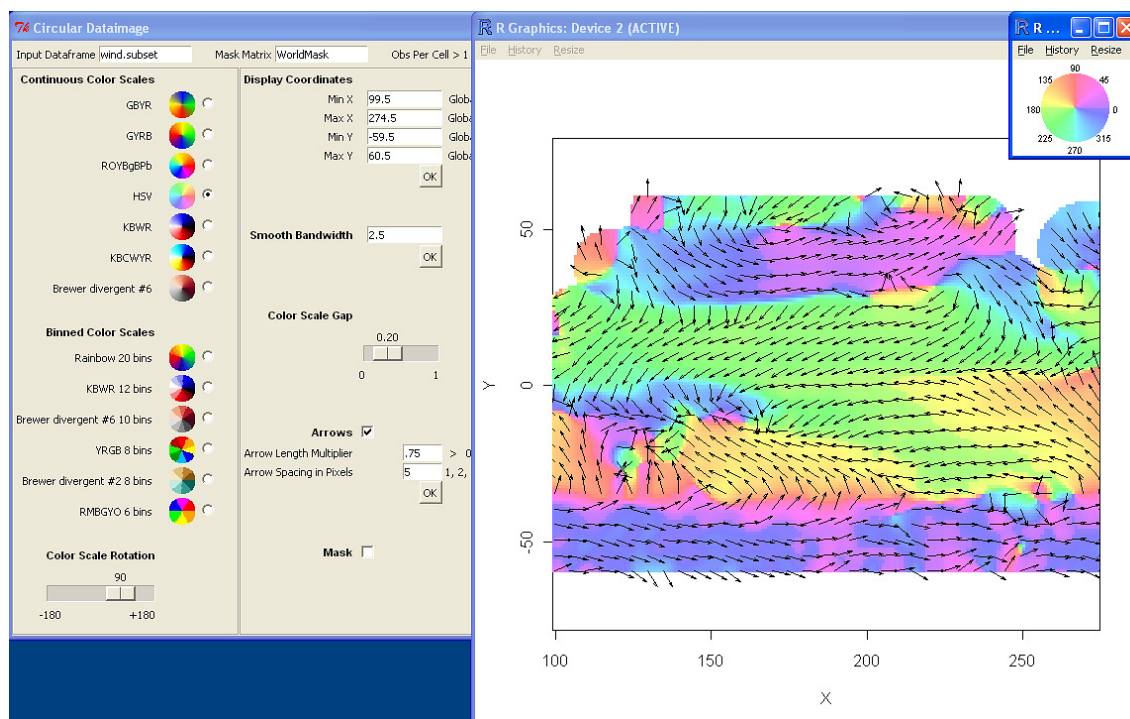 Circular Dataimage
Input Dataframe wind.subset Mask Matrix WorldMask Obs Per Cell > 1
Continuous Color Scales
GBYR
GYRB
ROYBgBPb
HSV
KBWR
KBCWYR
Brewer divergent #6
Binned Color Scales
Rainbow 20 bins
KBWR 12 bins
Brewer divergent #6 10 bins
YRGB 8 bins
Brewer divergent #2 8 bins
RMBGYO 6 bins
Color Scale Rotation
90
-180 +180
Display Coordinates
Min X 99.5 Globa
Max X 274.5 Globa
Min Y -59.5 Globa
Max Y 60.5 Globa
OK
Smooth Bandwidth 2.5
OK
Color Scale Gap
0.20
0 1
Arrows
Arrow Length Multiplier .75 > 0
Arrow Spacing in Pixels 5 1, 2,
OK
Mask
R Graphics: Device 2 (ACTIVE)
File History Resize
50
0
-50
Y
100 150 200 250
X
R ...
File History Resize
90
135 45
180 0
225 315
270